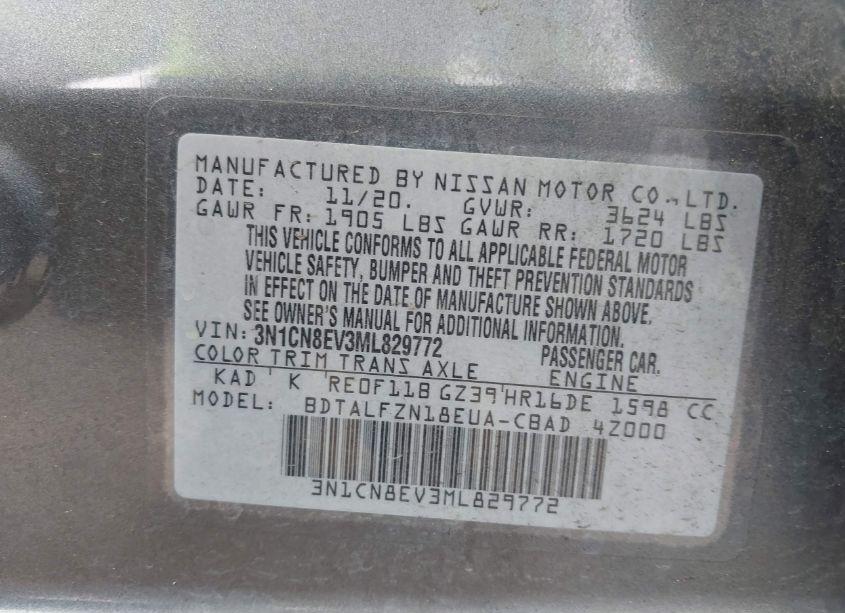 MANUFACTURED BY NISSAN MOTOR CO.,LTD.
DATE: 11/20. GVWR: 3624 LBS
GAWR FR: 1905 LBS GAWR RR: 1720 LBS
THIS VEHICLE CONFORMS TO ALL APPLICABLE FEDERAL MOTOR
VEHICLE SAFETY, BUMPER AND THEFT PREVENTION STANDARDS
IN EFFECT ON THE DATE OF MANUFACTURE SHOWN ABOVE.
SEE OWNER'S MANUAL FOR ADDITIONAL INFORMATION.
VIN: 3N1CN8EV3ML829772 PASSENGER CAR.
COLOR TRIM TRANS AXLE ENGINE
KAD K RE0F11B GZ39 HR16DE 1598 CC
MODEL: BDTALFZN18EUA-CBAD 4Z000
3N1CN8EV3ML829772